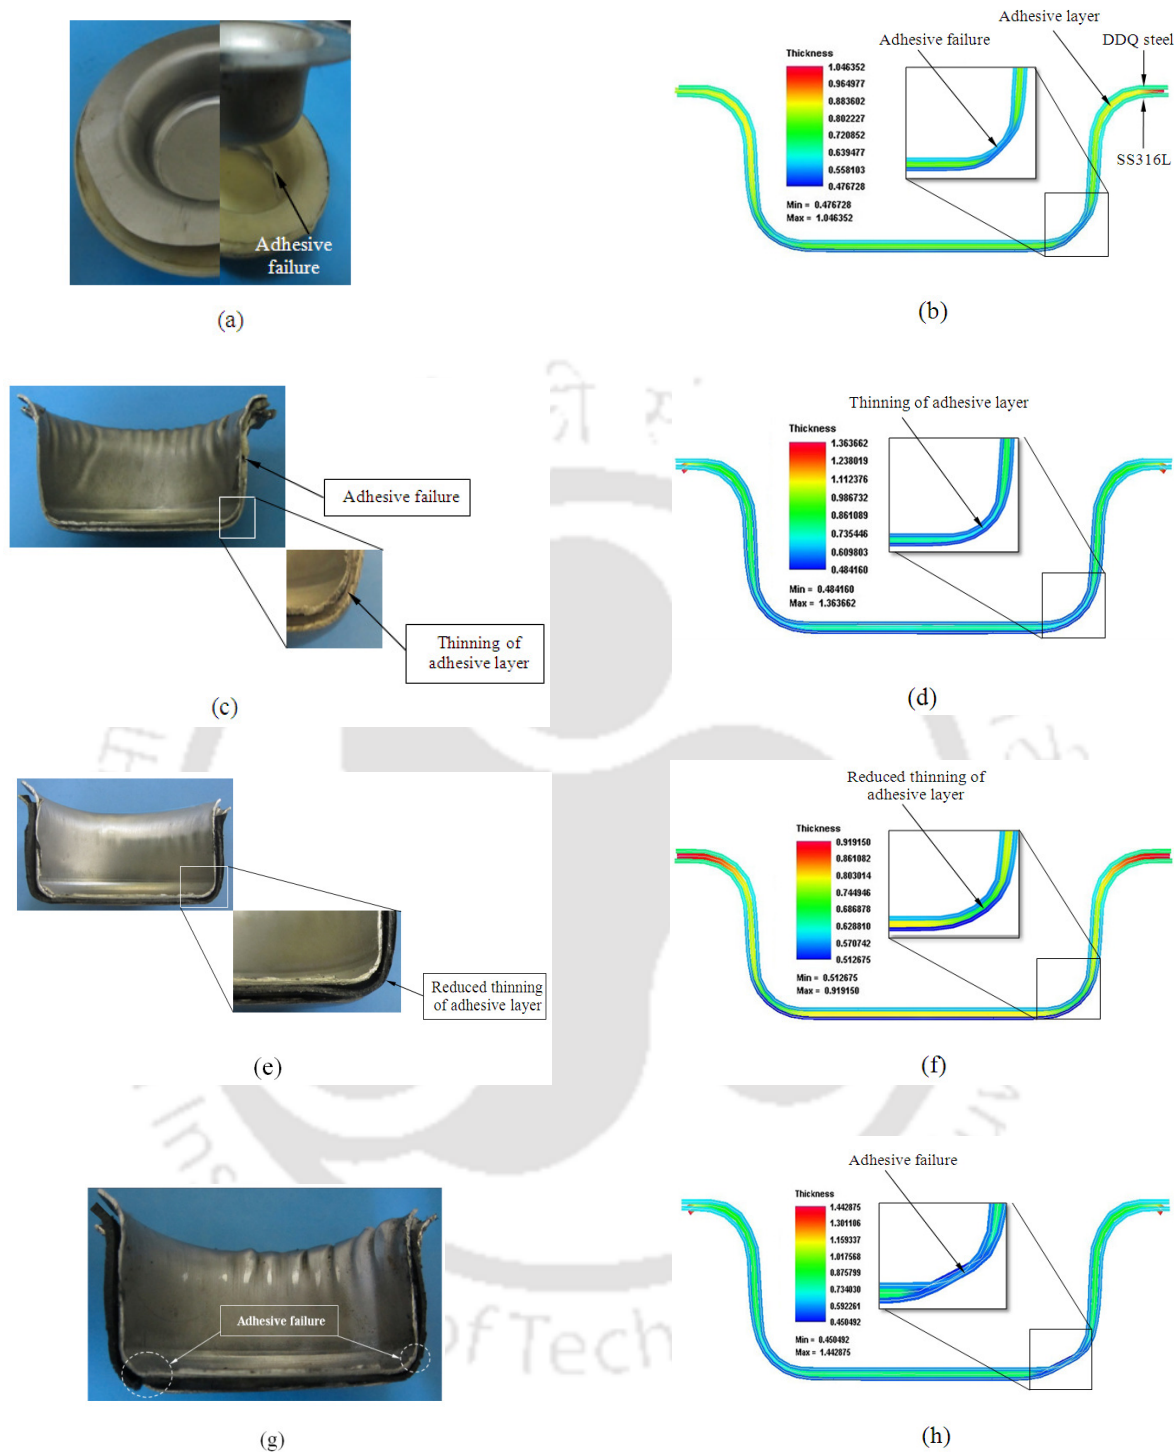 Adhesive
failure
(a)
Adhesive layer
Adhesive failure
DDQ steel
SS316L
Thickness
1.046352
0.964977
0.883602
0.802227
0.720852
0.639477
0.558103
0.476728
Min = 0.476728
Max = 1.046352
(b)
Adhesive failure
Thinning of
adhesive layer
(c)
Thinning of adhesive layer
Thickness
1.363662
1.238019
1.112376
0.986732
0.861089
0.735446
0.609803
0.484160
Min = 0.484160
Max = 1.363662
(d)
Reduced thinning
of adhesive layer
(e)
Reduced thinning of
adhesive layer
Thickness
0.919150
0.861082
0.803014
0.744946
0.686878
0.628810
0.570742
0.512675
Min = 0.512675
Max = 0.919150
(f)
Adhesive failure
(g)
Adhesive failure
Thickness
1.442875
1.301106
1.159337
1.017568
0.875799
0.734030
0.592261
0.450492
Min = 0.450492
Max = 1.442875
(h)
Of Tech